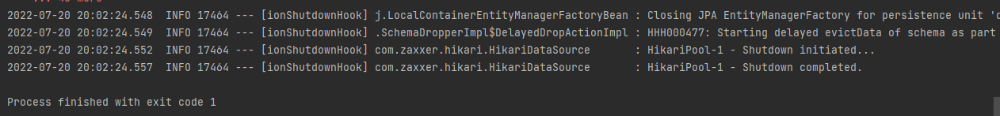 2022-07-20 20:02:24.548  INFO 17464 --- [ionShutdownHook] j.LocalContainerEntityManagerFactoryBean : Closing JPA EntityManagerFactory for persistence unit '
2022-07-20 20:02:24.549  INFO 17464 --- [ionShutdownHook] .SchemaDropperImpl$DelayedDropActionImpl : HHH000477: Starting delayed evictData of schema as part
2022-07-20 20:02:24.552  INFO 17464 --- [ionShutdownHook] com.zaxxer.hikari.HikariDataSource       : HikariPool-1 - Shutdown initiated...
2022-07-20 20:02:24.557  INFO 17464 --- [ionShutdownHook] com.zaxxer.hikari.HikariDataSource       : HikariPool-1 - Shutdown completed.
Process finished with exit code 1